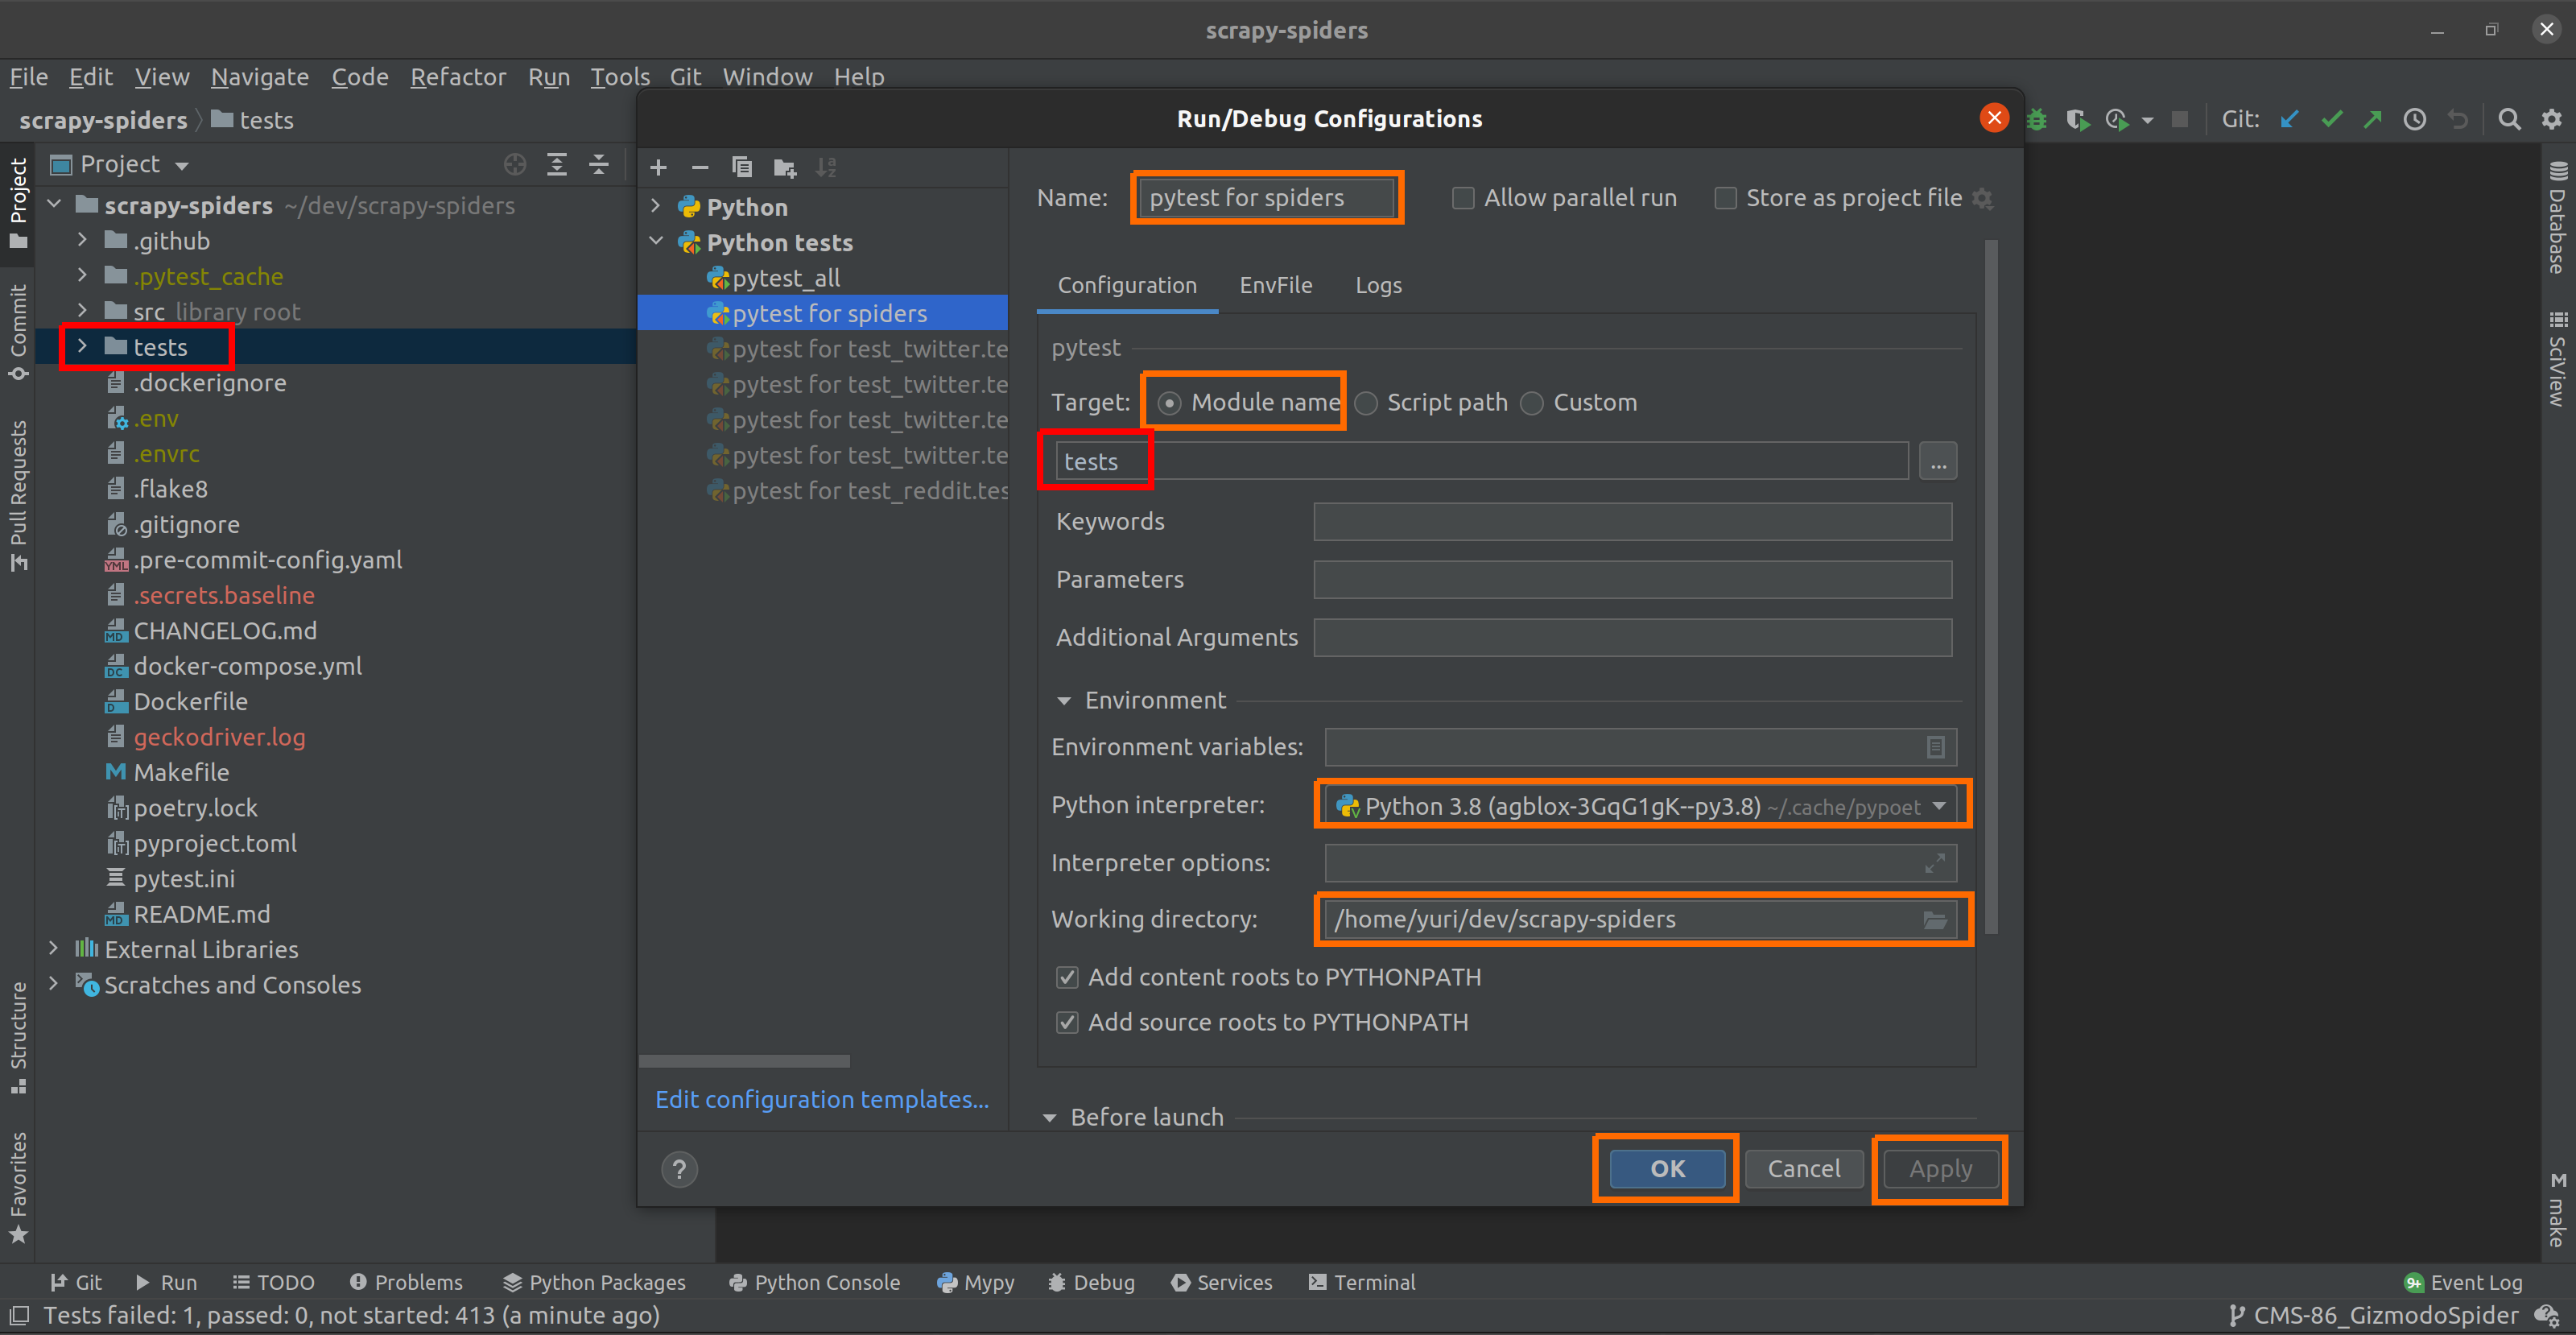 scrapy-spiders
File Edit View Navigate Code Refactor Run Tools Git Window Help
scrapy-spiders tests
Git:
Project
Commit
Pull Requests
Structure
Favorites
Project
scrapy-spiders ~/dev/scrapy-spiders
.github
.pytest_cache
src library root
tests
.dockerignore
.env
.envrc
.flake8
.gitignore
.pre-commit-config.yaml
.secrets.baseline
CHANGELOG.md
docker-compose.yml
Dockerfile
geckodriver.log
Makefile
poetry.lock
pyproject.toml
pytest.ini
README.md
External Libraries
Scratches and Consoles
Run/Debug Configurations
Python
Python tests
pytest_all
pytest for spiders
pytest for test_twitter.te
pytest for test_twitter.te
pytest for test_twitter.te
pytest for test_twitter.te
pytest for test_reddit.tes
Edit configuration templates...
Name: pytest for spiders Allow parallel run Store as project file
Configuration EnvFile Logs
pytest
Target: Module name Script path Custom
tests ...
Keywords
Parameters
Additional Arguments
Environment
Environment variables:
Python interpreter: Python 3.8 (agblox-3GqG1gK--py3.8) ~/.cache/pypoet
Interpreter options:
Working directory: /home/yuri/dev/scrapy-spiders
Add content roots to PYTHONPATH
Add source roots to PYTHONPATH
Before launch
? OK Cancel Apply
Database
SciView
make
Git Run TODO Problems Python Packages Python Console Mypy Debug Services Terminal 9+ Event Log
Tests failed: 1, passed: 0, not started: 413 (a minute ago) CMS-86_GizmodoSpider